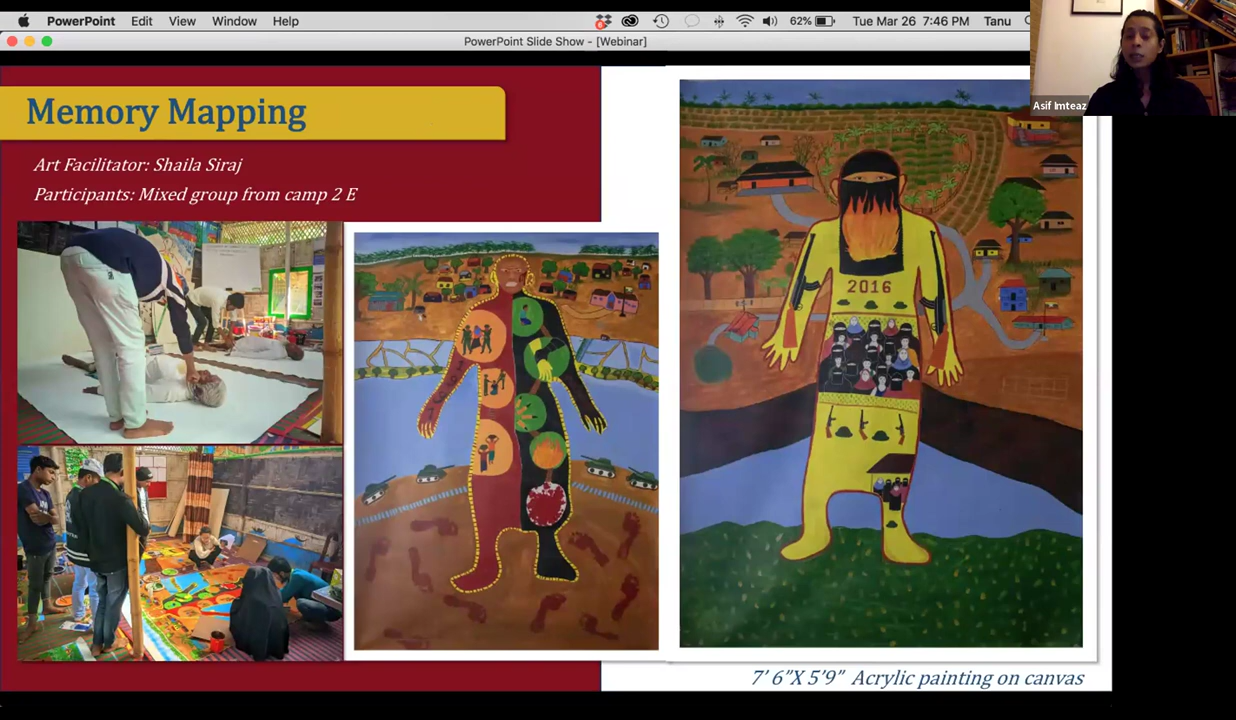 PowerPoint Edit View Window Help 62% Tue Mar 26 7:46 PM Tanu
PowerPoint Slide Show - [Webinar]
Asif Imteaz
Memory Mapping
Art Facilitator: Shaila Siraj
Participants: Mixed group from camp 2 E
2016
7’ 6”X 5’9” Acrylic painting on canvas